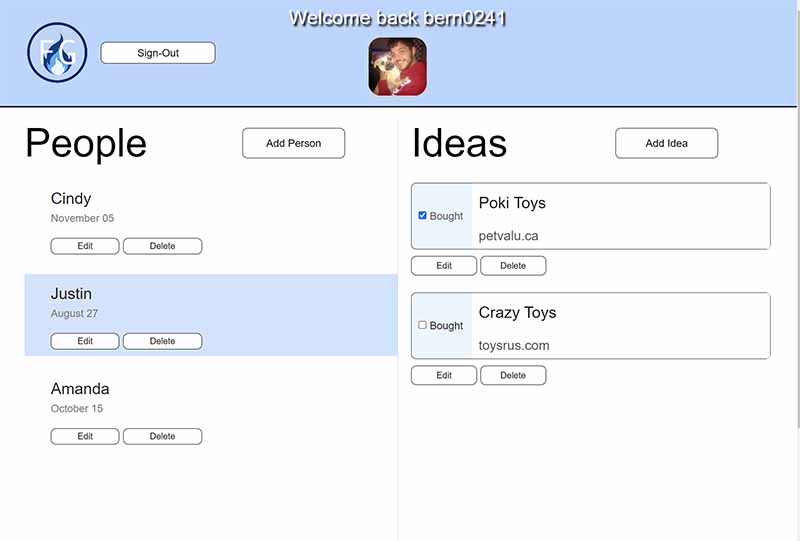 Welcome back bern0241
FG
Sign-Out
People
Add Person
Cindy
November 05
Edit
Delete
Justin
August 27
Edit
Delete
Amanda
October 15
Edit
Delete
Ideas
Add Idea
Bought
Poki Toys
petvalu.ca
Edit
Delete
Bought
Crazy Toys
toysrus.com
Edit
Delete